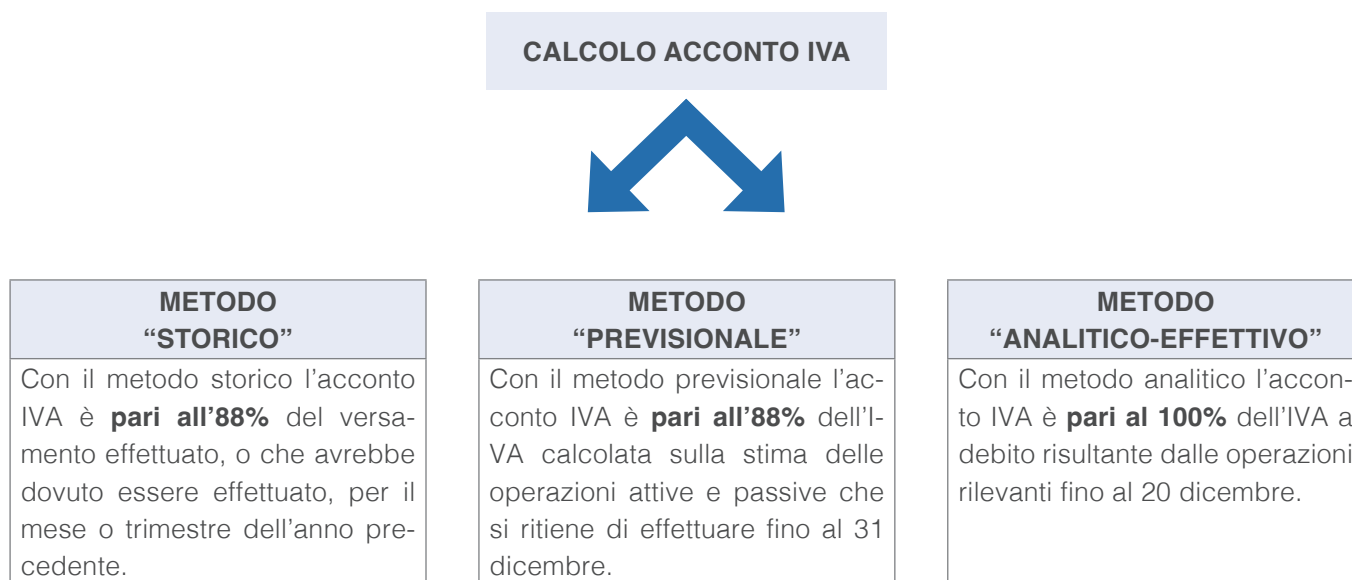 CALCOLO ACCONTO IVA
METODO
“STORICO”
Con il metodo storico l’acconto
IVA è pari all’88% del versa-
mento effettuato, o che avrebbe
dovuto essere effettuato, per il
mese o trimestre dell’anno pre-
cedente.
METODO
“PREVISIONALE”
Con il metodo previsionale l’ac-
conto IVA è pari all’88% dell’I-
VA calcolata sulla stima delle
operazioni attive e passive che
si ritiene di effettuare fino al 31
dicembre.
METODO
“ANALITICO-EFFETTIVO”
Con il metodo analitico l’accon-
to IVA è pari al 100% dell’IVA a
debito risultante dalle operazioni
rilevanti fino al 20 dicembre.